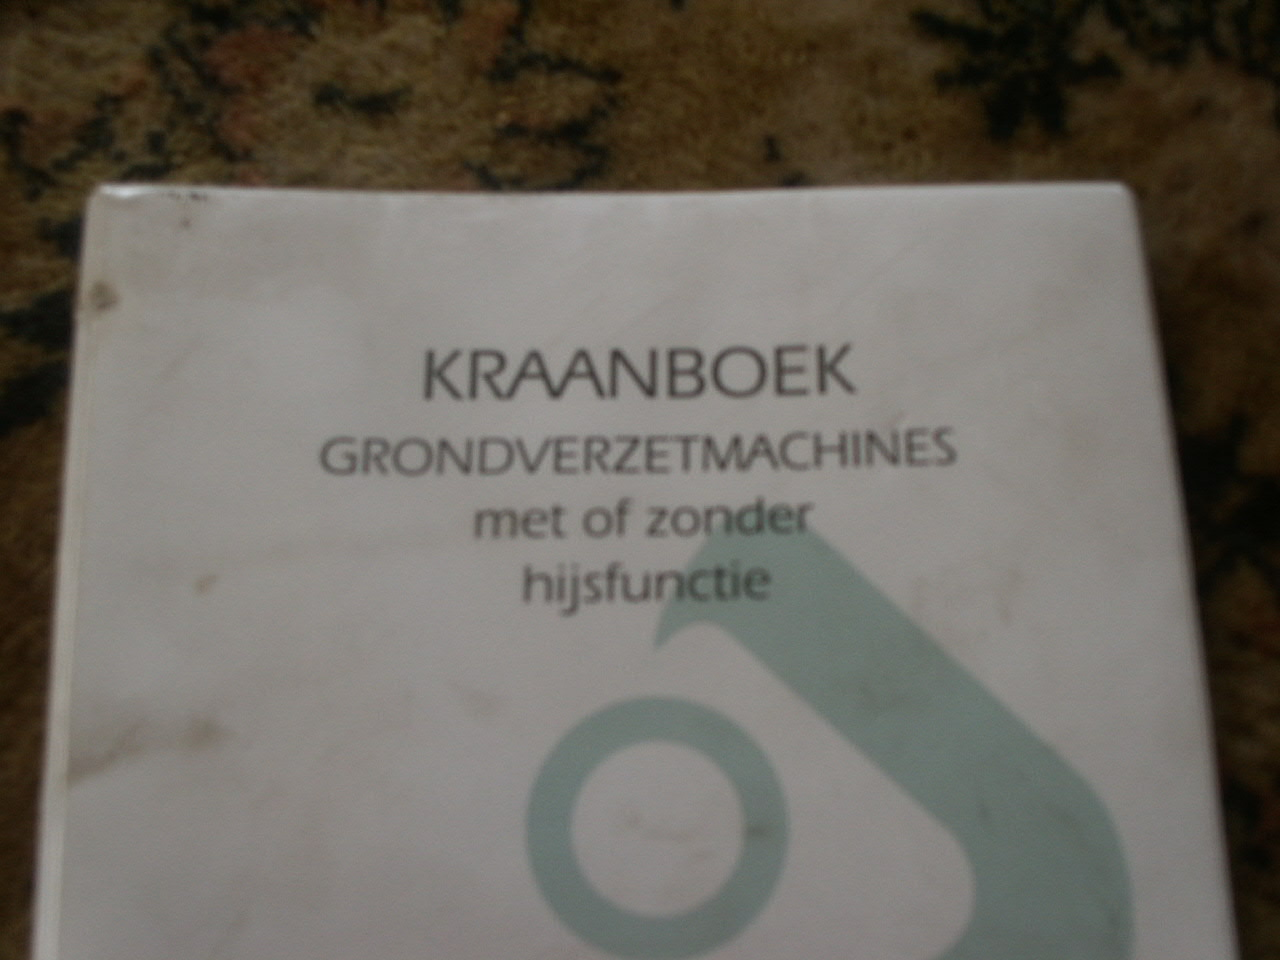 KRAANBOEK
GRONDVERZETMACHINES
met of zonder
hijsfunctie